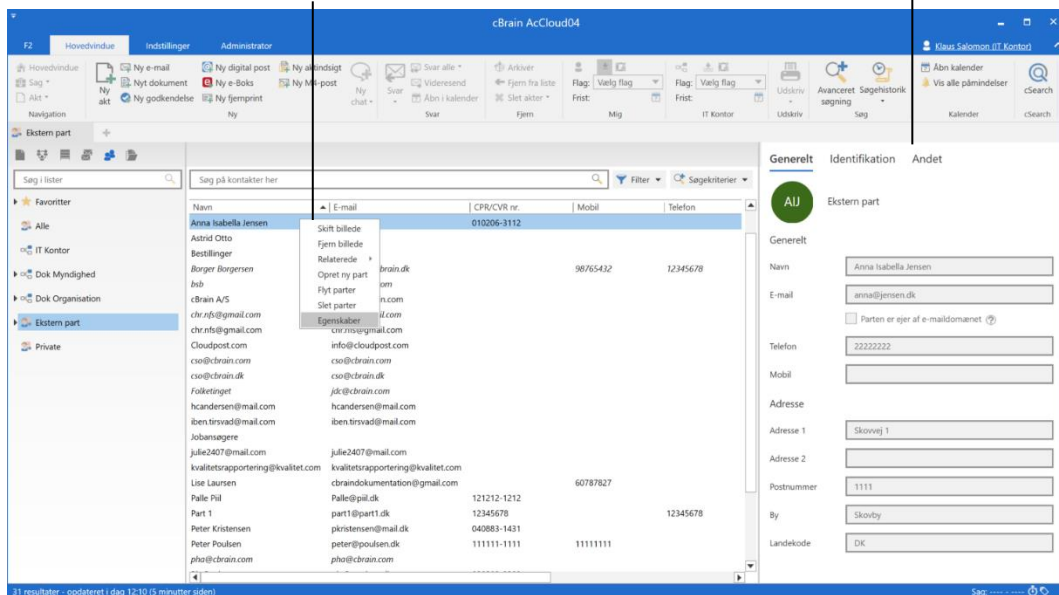 cBrain AcCloud04
F2 Hovedvindue Indstillinger Administrator Klaus Salomon (IT Kontor)
Hovedvindue
Sag
Akt
Navigation
Ny akt
Ny e-mail
Nyt dokument
Ny godkendelse
Ny digital post
Ny e-Boks
Ny fjernprint
Ny aktindsigt
Ny M4-post
Ny chat
Ny
Svar
Svar alle
Videresend
Åbn i kalender
Svar
Arkivér
Fjern fra liste
Slet akter
Fjern
Flag: Vælg flag
Frist:
Mig
Flag: Vælg flag
Frist:
IT Kontor
Udskriv
Udskriv
Avanceret søgning
Søgehistorik
Søg
Åbn kalender
Vis alle påmindelser
Kalender
cSearch
cSearch
Ekstern part
Søg i lister
Favoritter
Alle
IT Kontor
Dok Myndighed
Dok Organisation
Ekstern part
Private
Søg på kontakter her
Filter Søgekriterier
Navn E-mail CPR/CVR nr. Mobil Telefon
Anna Isabella Jensen 010206-3112
Astrid Otto
Bestillinger
Borger Borgersen brain.dk 98765432 12345678
bsb om
cBrain A/S n.com
chr.nfs@gmail.com il.com
chr.nfs@gmail.com chr.nfs@gmail.com
Cloudpost.com info@cloudpost.com
cso@cbrain.com cso@cbrain.com
cso@cbrain.dk cso@cbrain.dk
Folketinget jdc@cbrain.com
hcandersen@mail.com hcandersen@mail.com
iben.tirsvad@mail.com iben.tirsvad@mail.com
Jobansøgere
julie2407@mail.com julie2407@mail.com
kvalitetsrapportering@kvalitet.com kvalitetsrapportering@kvalitet.com
Lise Laursen cbraindokumentation@gmail.com 60787827
Palle Piil Palle@piil.dk 121212-1212
Part 1 part1@part1.dk 12345678 12345678
Peter Kristensen pkristensen@mail.dk 040883-1431
Peter Poulsen peter@poulsen.dk 111111-1111 11111111
pha@cbrain.com pha@cbrain.com
Skift billede
Fjern billede
Relaterede
Opret ny part
Flyt parter
Slet parter
Egenskaber
Generelt Identifikation Andet
AIJ Ekstern part
Generelt
Navn Anna Isabella Jensen
E-mail anna@jensen.dk
Parten er ejer af e-maildomænet
Telefon 22222222
Mobil
Adresse
Adresse 1 Skovvej 1
Adresse 2
Postnummer 1111
By Skovby
Landekode DK
31 resultater - opdateret i dag 12:10 (5 minutter siden) Sag: ---- - ----